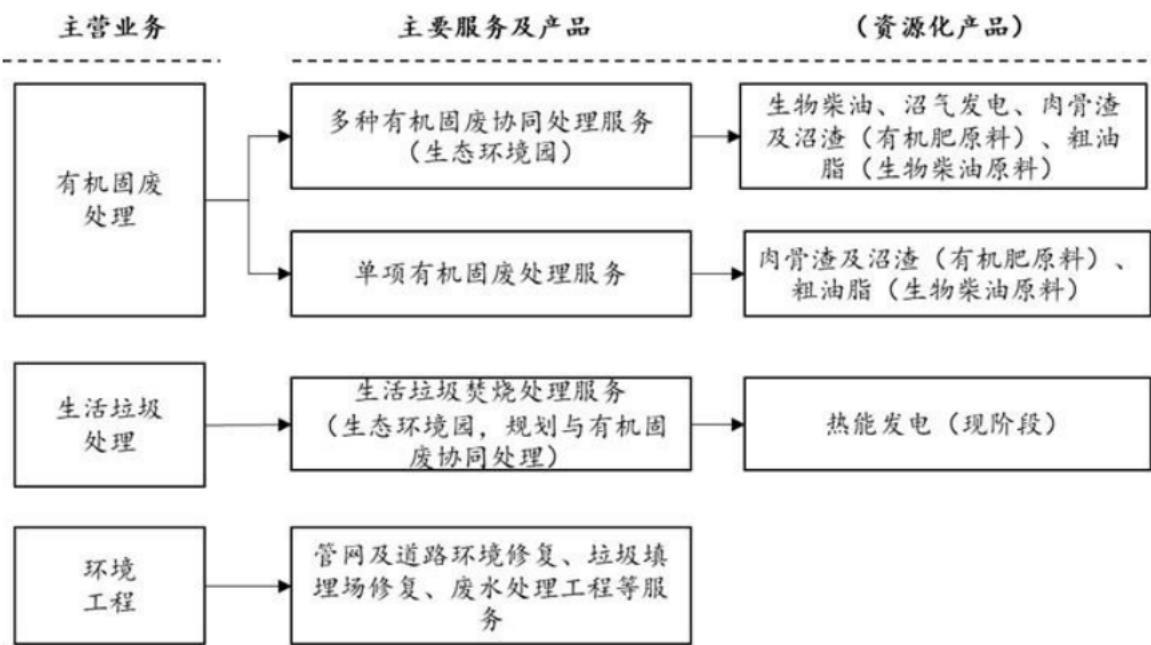 主营业务
主要服务及产品
（资源化产品）
有机固废
处理
多种有机固废协同处理服务
（生态环境园）
生物柴油、沼气发电、肉骨渣
及沼渣（有机肥原料）、粗油
脂（生物柴油原料）
单项有机固废处理服务
肉骨渣及沼渣（有机肥原料）、
粗油脂（生物柴油原料）
生活垃圾
处理
生活垃圾焚烧处理服务
（生态环境园，规划与有机固
废协同处理）
热能发电（现阶段）
环境
工程
管网及道路环境修复、垃圾填
埋场修复、废水处理工程等服
务